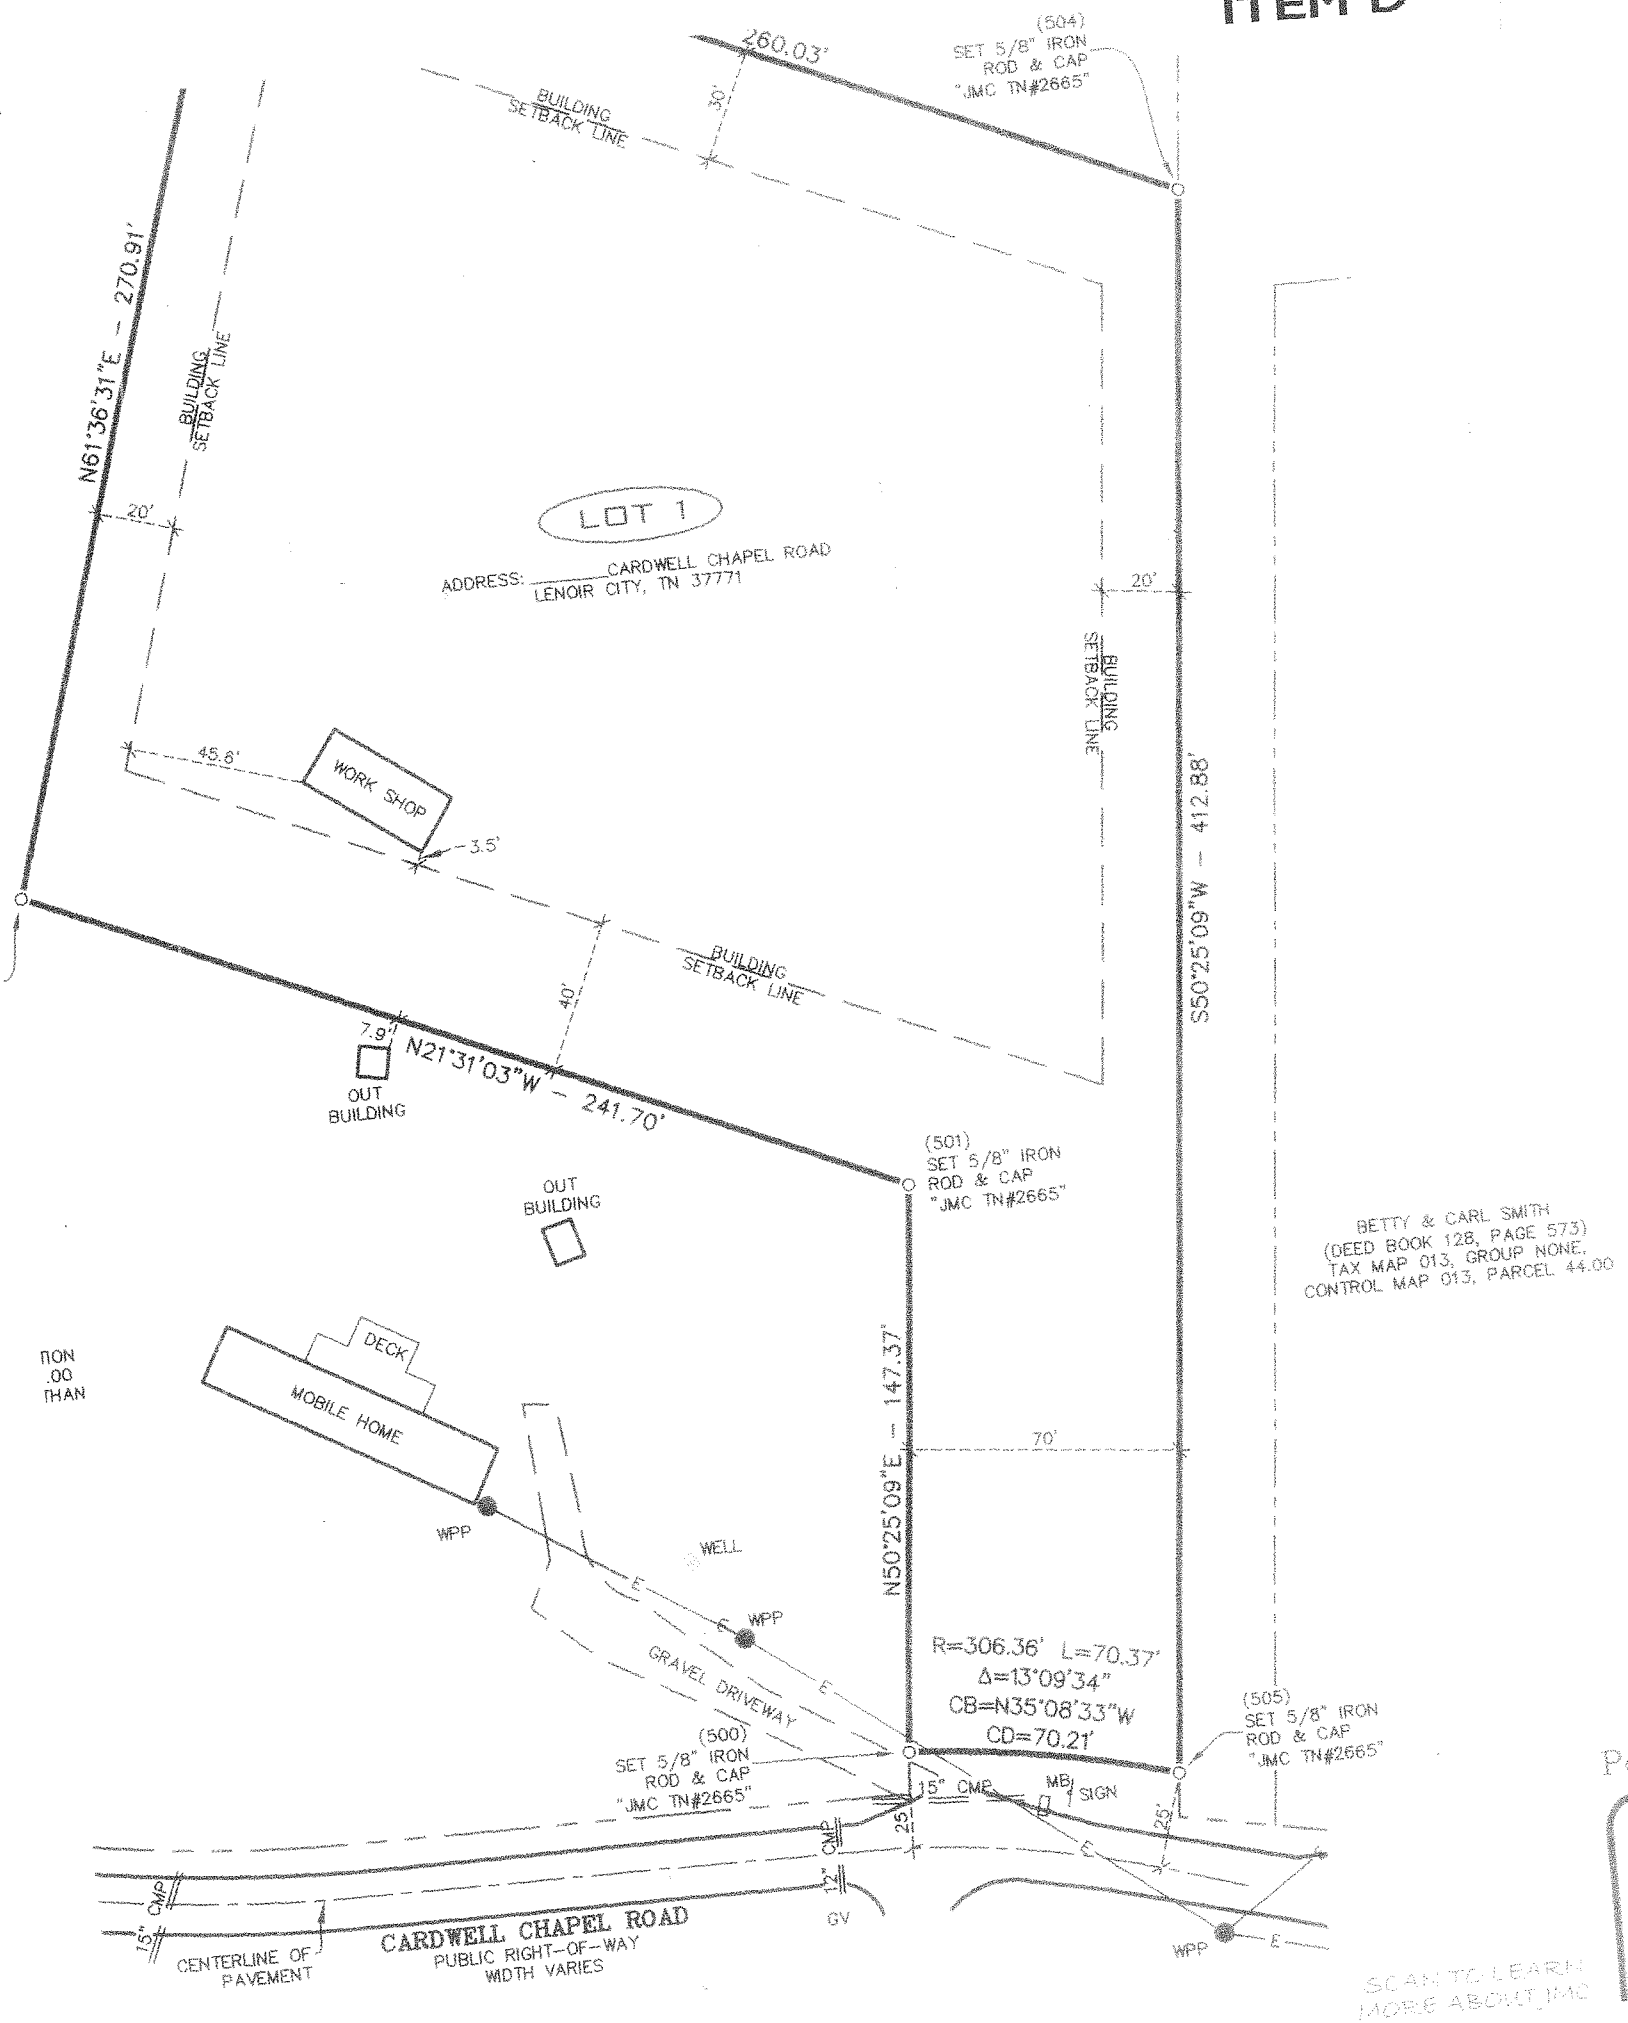 ITEM D
260.03'
(504)
SET 5/8" IRON
ROD & CAP
"JMC TN#2665"
30'
BUILDING
SETBACK LINE
N61°36'31"E - 270.91'
BUILDING
SETBACK LINE
20'
LOT 1
ADDRESS: ______ CARDWELL CHAPEL ROAD
LENOIR CITY, TN 37771
20'
BUILDING
SETBACK LINE
45.6'
WORK SHOP
3.5'
S50°25'09"W - 412.88'
BUILDING
SETBACK LINE
40'
7.9'
N21°31'03"W - 241.70'
OUT
BUILDING
(501)
SET 5/8" IRON
ROD & CAP
"JMC TN#2665"
OUT
BUILDING
BETTY & CARL SMITH
(DEED BOOK 128, PAGE 573)
TAX MAP 013, GROUP NONE,
CONTROL MAP 013, PARCEL 44.00
TION
.00
THAN
DECK
MOBILE HOME
N50°25'09"E - 147.37'
70'
WPP
WELL
E
E
WPP
GRAVEL DRIVEWAY
E
R=306.36' L=70.37'
Δ=13°09'34"
CB=N35°08'33"W
CD=70.21'
(500)
SET 5/8" IRON
ROD & CAP
"JMC TN#2665"
(505)
SET 5/8" IRON
ROD & CAP
"JMC TN#2665"
15" CMP
MB
SIGN
25'
25'
E
12" CMP
15" CMP
GV
CARDWELL CHAPEL ROAD
PUBLIC RIGHT-OF-WAY
WIDTH VARIES
CENTERLINE OF
PAVEMENT
WPP
E
SCAN TO LEARN
MORE ABOUT JMC